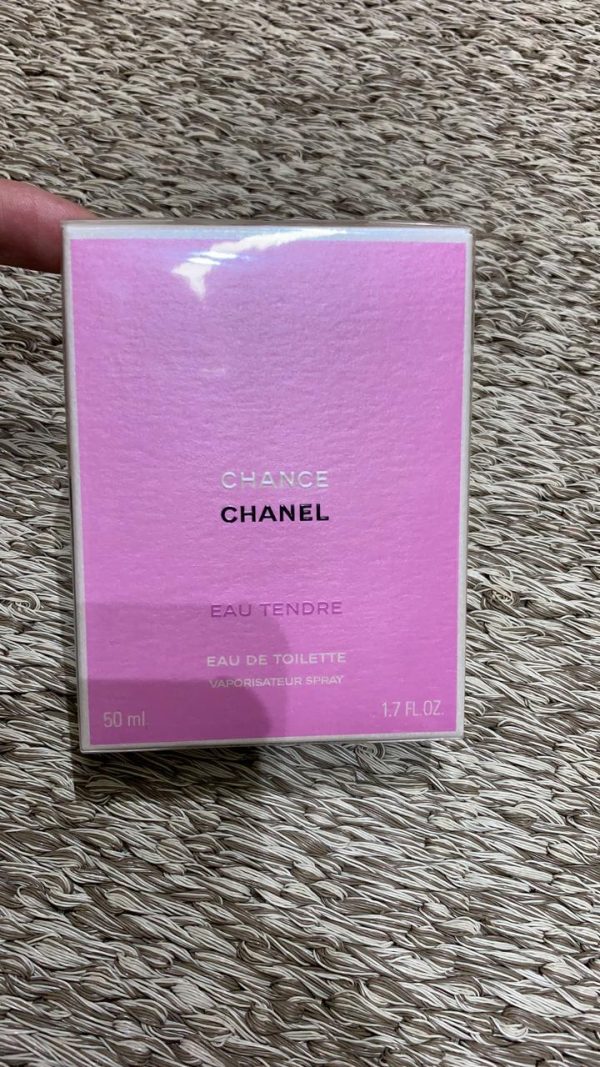 CHANCE
CHANEL
EAU TENDRE
EAU DE TOILETTE
VAPORISATEUR SPRAY
50 ml
1.7 FL.OZ.